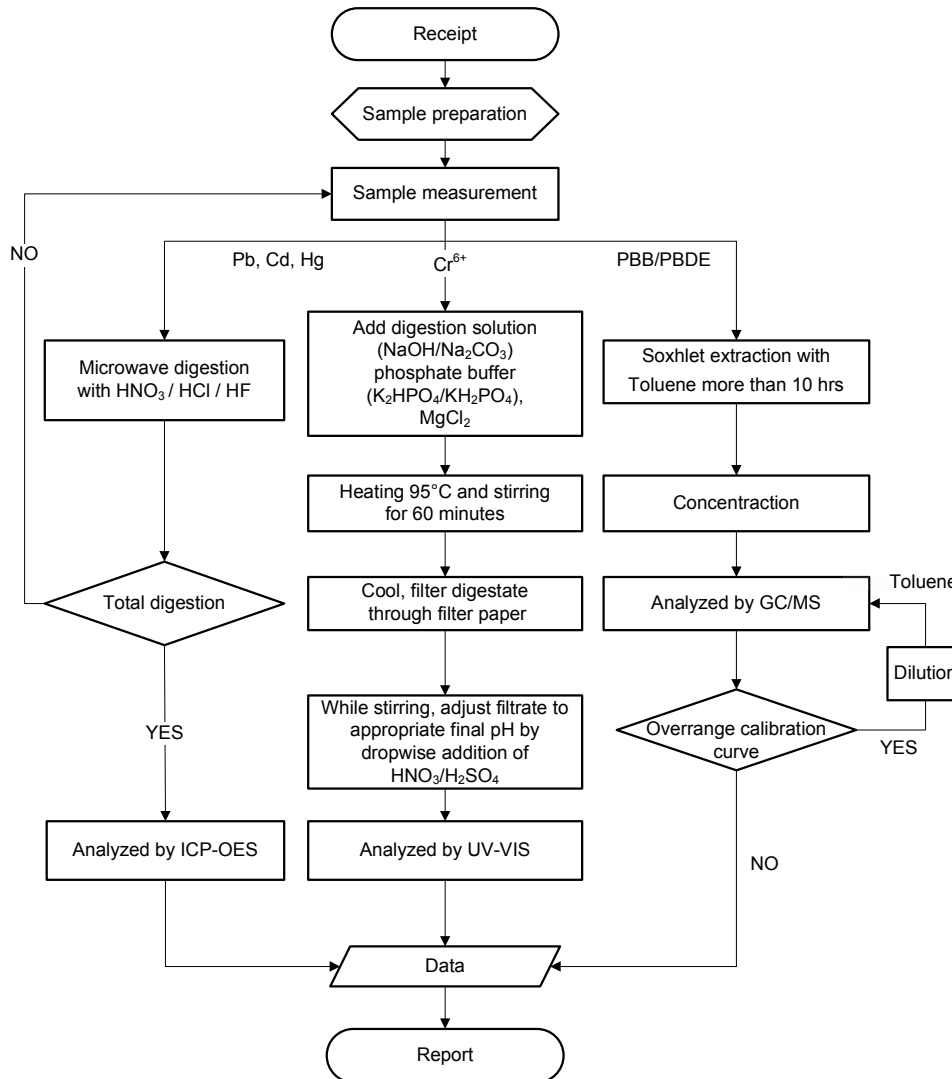 Receipt
Sample preparation
Sample measurement
NO
Pb, Cd, Hg
Cr⁶⁺
PBB/PBDE
Microwave digestion
with HNO₃ / HCl / HF
Add digestion solution
(NaOH/Na₂CO₃)
phosphate buffer
(K₂HPO₄/KH₂PO₄),
MgCl₂
Soxhlet extraction with
Toluene more than 10 hrs
Heating 95°C and stirring
for 60 minutes
Concentraction
Total digestion
Cool, filter digestate
through filter paper
Analyzed by GC/MS
Toluene
Dilution
YES
While stirring, adjust filtrate to
appropriate final pH by
dropwise addition of
HNO₃/H₂SO₄
Overrange calibration
curve
YES
Analyzed by ICP-OES
Analyzed by UV-VIS
NO
Data
Report